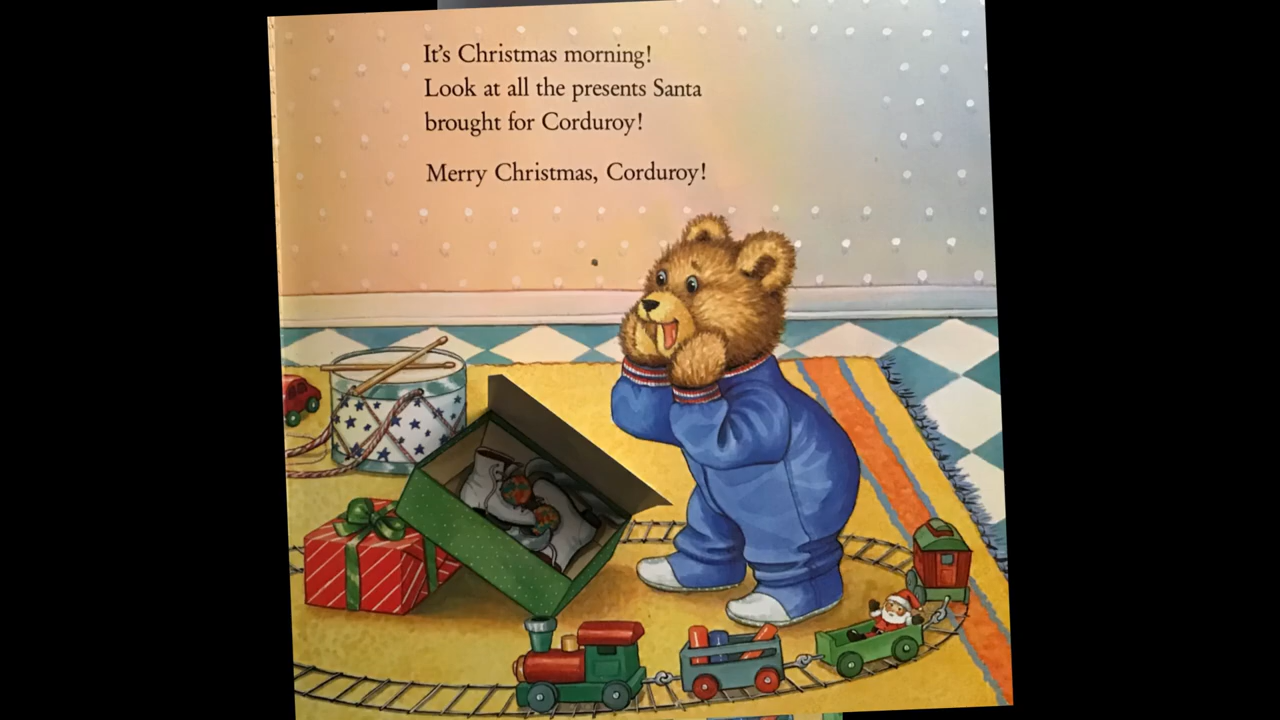 It's Christmas morning!
Look at all the presents Santa
brought for Corduroy!
Merry Christmas, Corduroy!